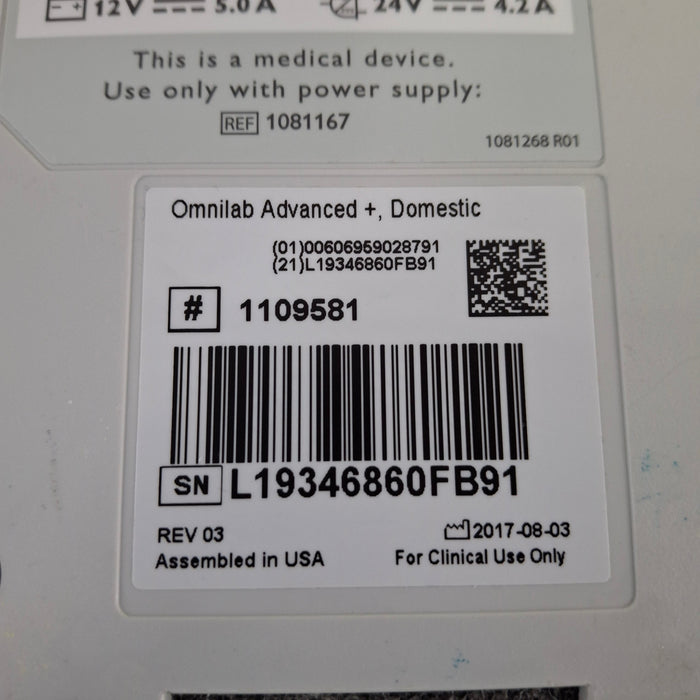 12V 5.0 A 24V 4.2 A
This is a medical device.
Use only with power supply:
REF 1081167
1081268 R01
Omnilab Advanced +, Domestic
(01)00606959028791
(21)L19346860FB91
# 1109581
SN L19346860FB91
REV 03 2017-08-03
Assembled in USA For Clinical Use Only